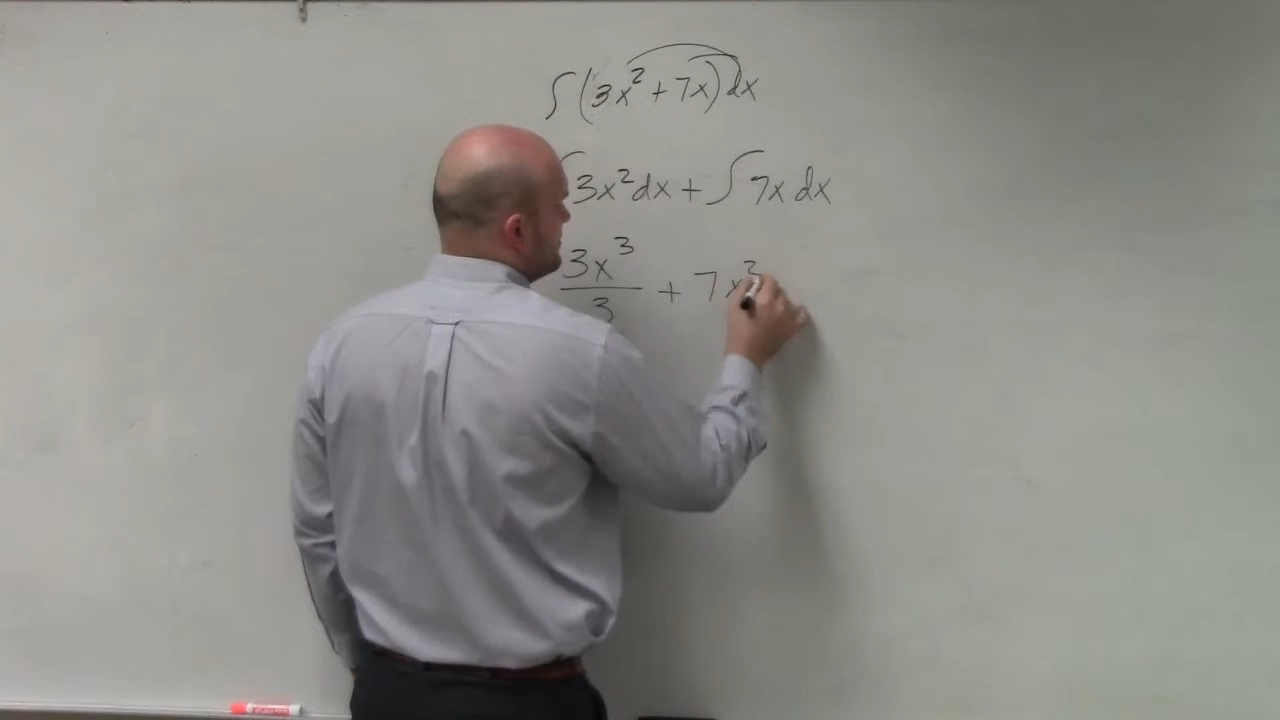 ∫(3x²+7x)dx
∫3x²dx+∫7x dx
3x³/3 + 7x²